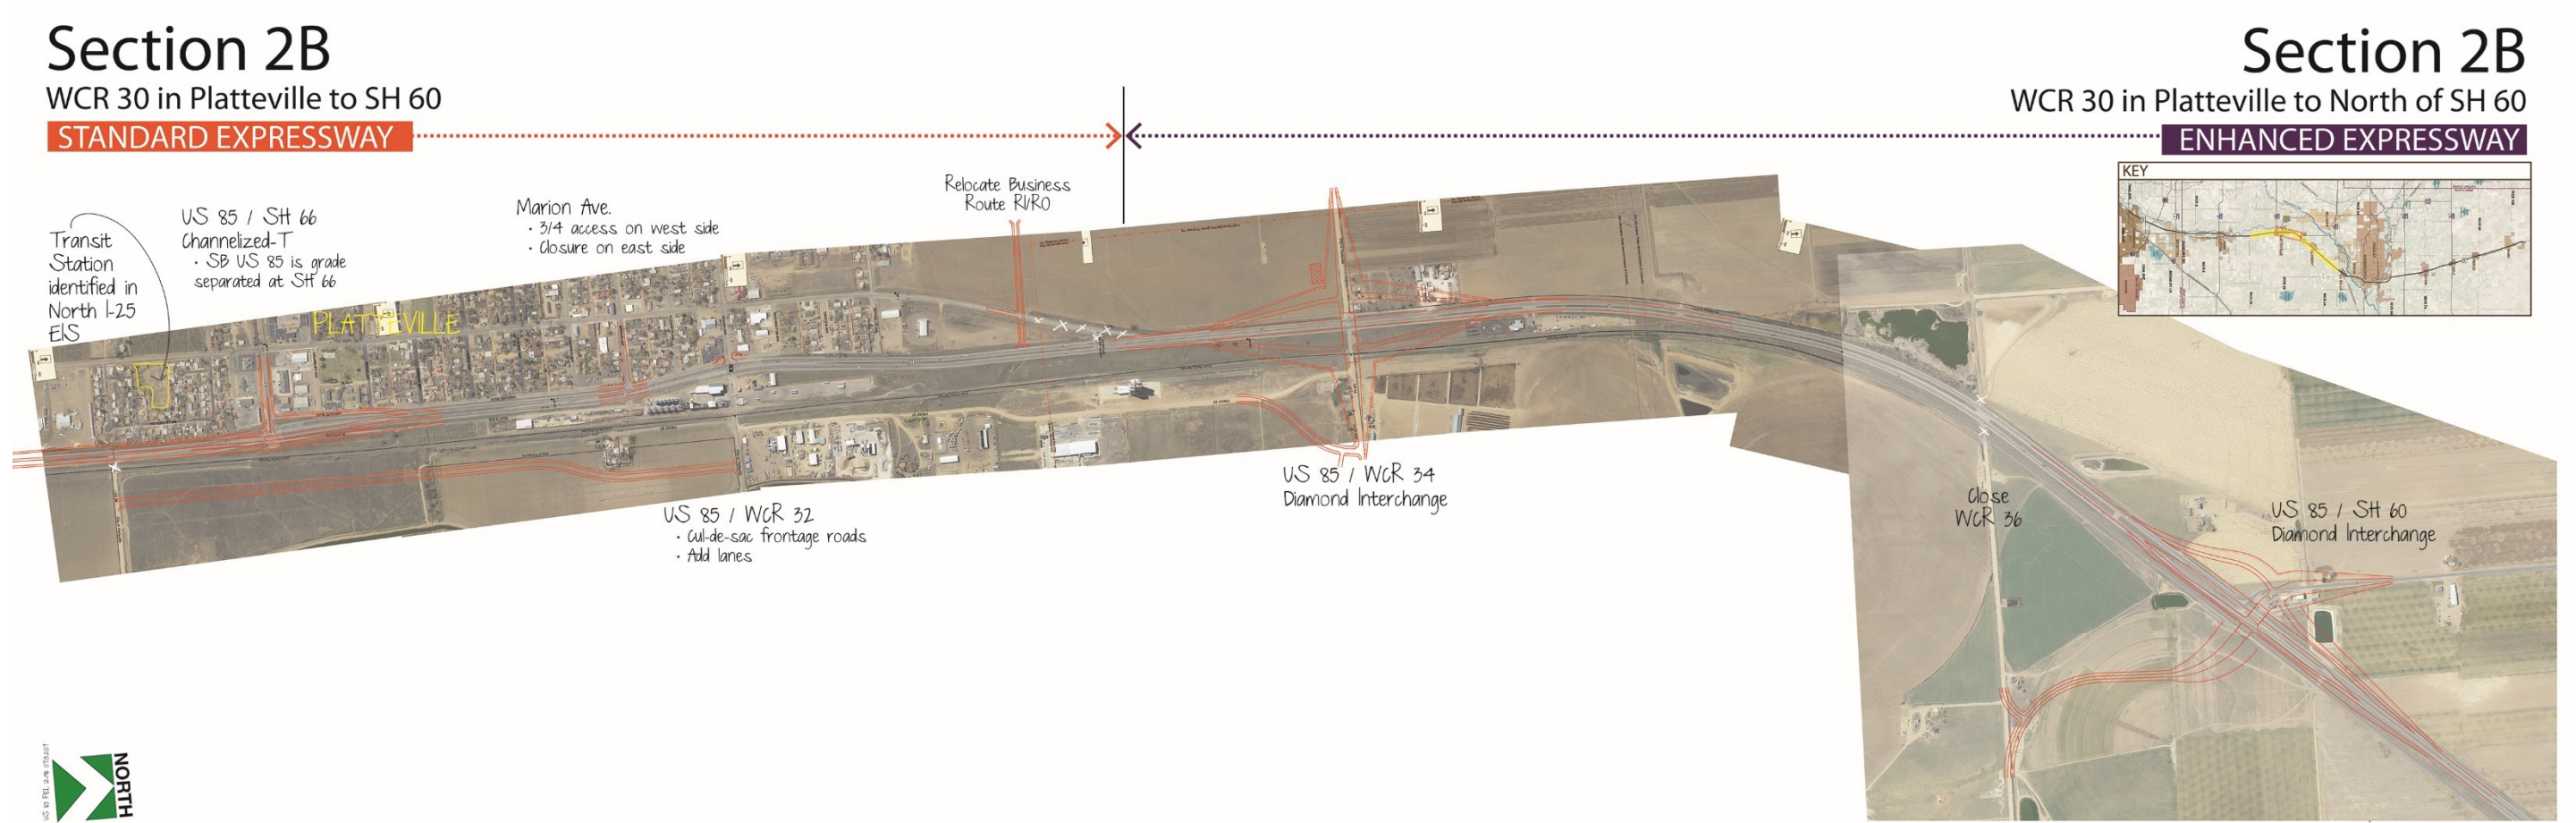 Section 2B
WCR 30 in Platteville to SH 60
STANDARD EXPRESSWAY
Section 2B
WCR 30 in Platteville to North of SH 60
ENHANCED EXPRESSWAY
KEY
Transit
Station
identified in
North I-25
EIS
US 85 / SH 66
Channelized-T
• SB US 85 is grade
separated at SH 66
Marion Ave.
• 3/4 access on west side
• Closure on east side
Relocate Business
Route RI/RO
PLATTEVILLE
US 85 / WCR 32
• Cul-de-sac frontage roads
• Add lanes
US 85 / WCR 34
Diamond Interchange
Close
WCR 36
US 85 / SH 60
Diamond Interchange
NORTH